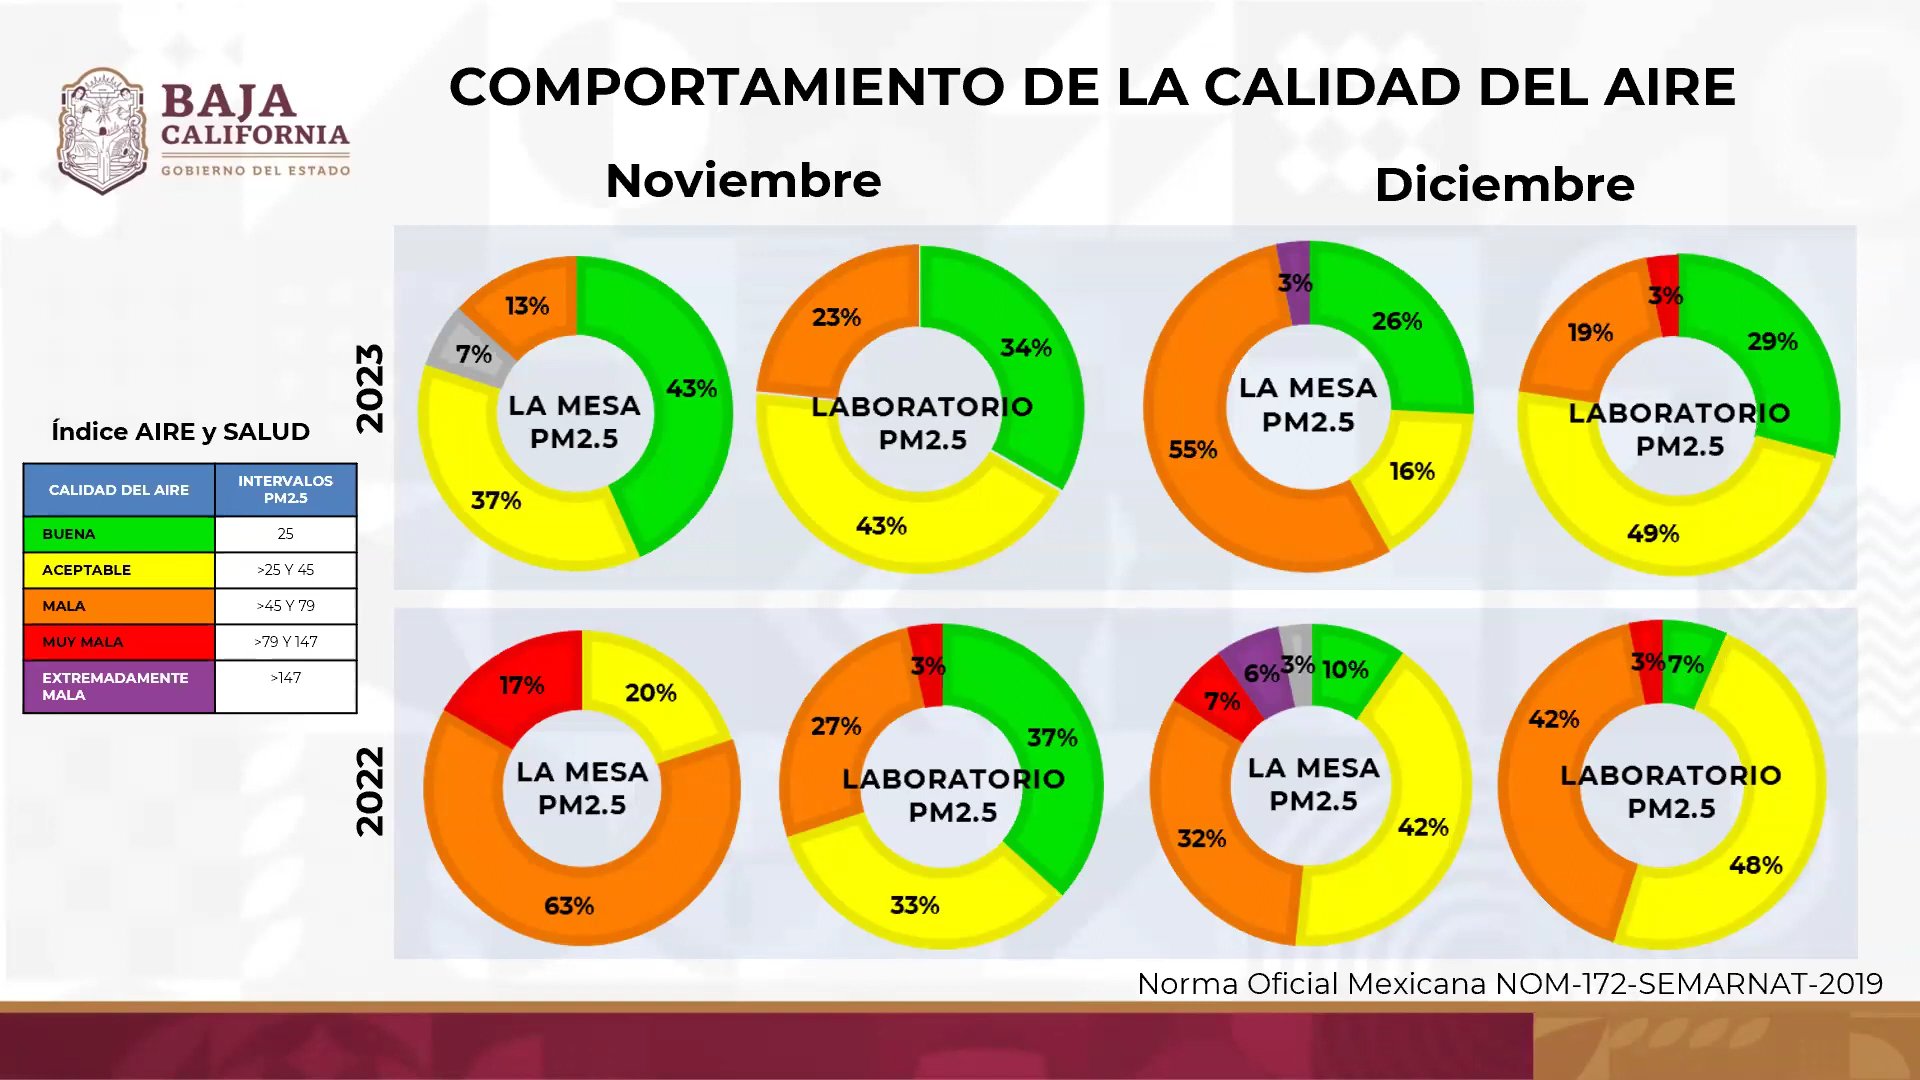 BAJA
CALIFORNIA
GOBIERNO DEL ESTADO
COMPORTAMIENTO DE LA CALIDAD DEL AIRE
Noviembre
Diciembre
Índice AIRE y SALUD
CALIDAD DEL AIRE
INTERVALOS
PM2.5
BUENA
25
ACEPTABLE
>25 Y 45
MALA
>45 Y 79
MUY MALA
>79 Y 147
EXTREMADAMENTE
MALA
>147
2023
13%
7%
43%
37%
LA MESA
PM2.5
23%
34%
43%
LABORATORIO
PM2.5
3%
26%
55%
16%
LA MESA
PM2.5
3%
19%
29%
49%
LABORATORIO
PM2.5
2022
17%
20%
63%
LA MESA
PM2.5
3%
27%
37%
33%
LABORATORIO
PM2.5
7%
6%
3%
10%
32%
42%
LA MESA
PM2.5
3%
7%
42%
48%
LABORATORIO
PM2.5
Norma Oficial Mexicana NOM-172-SEMARNAT-2019